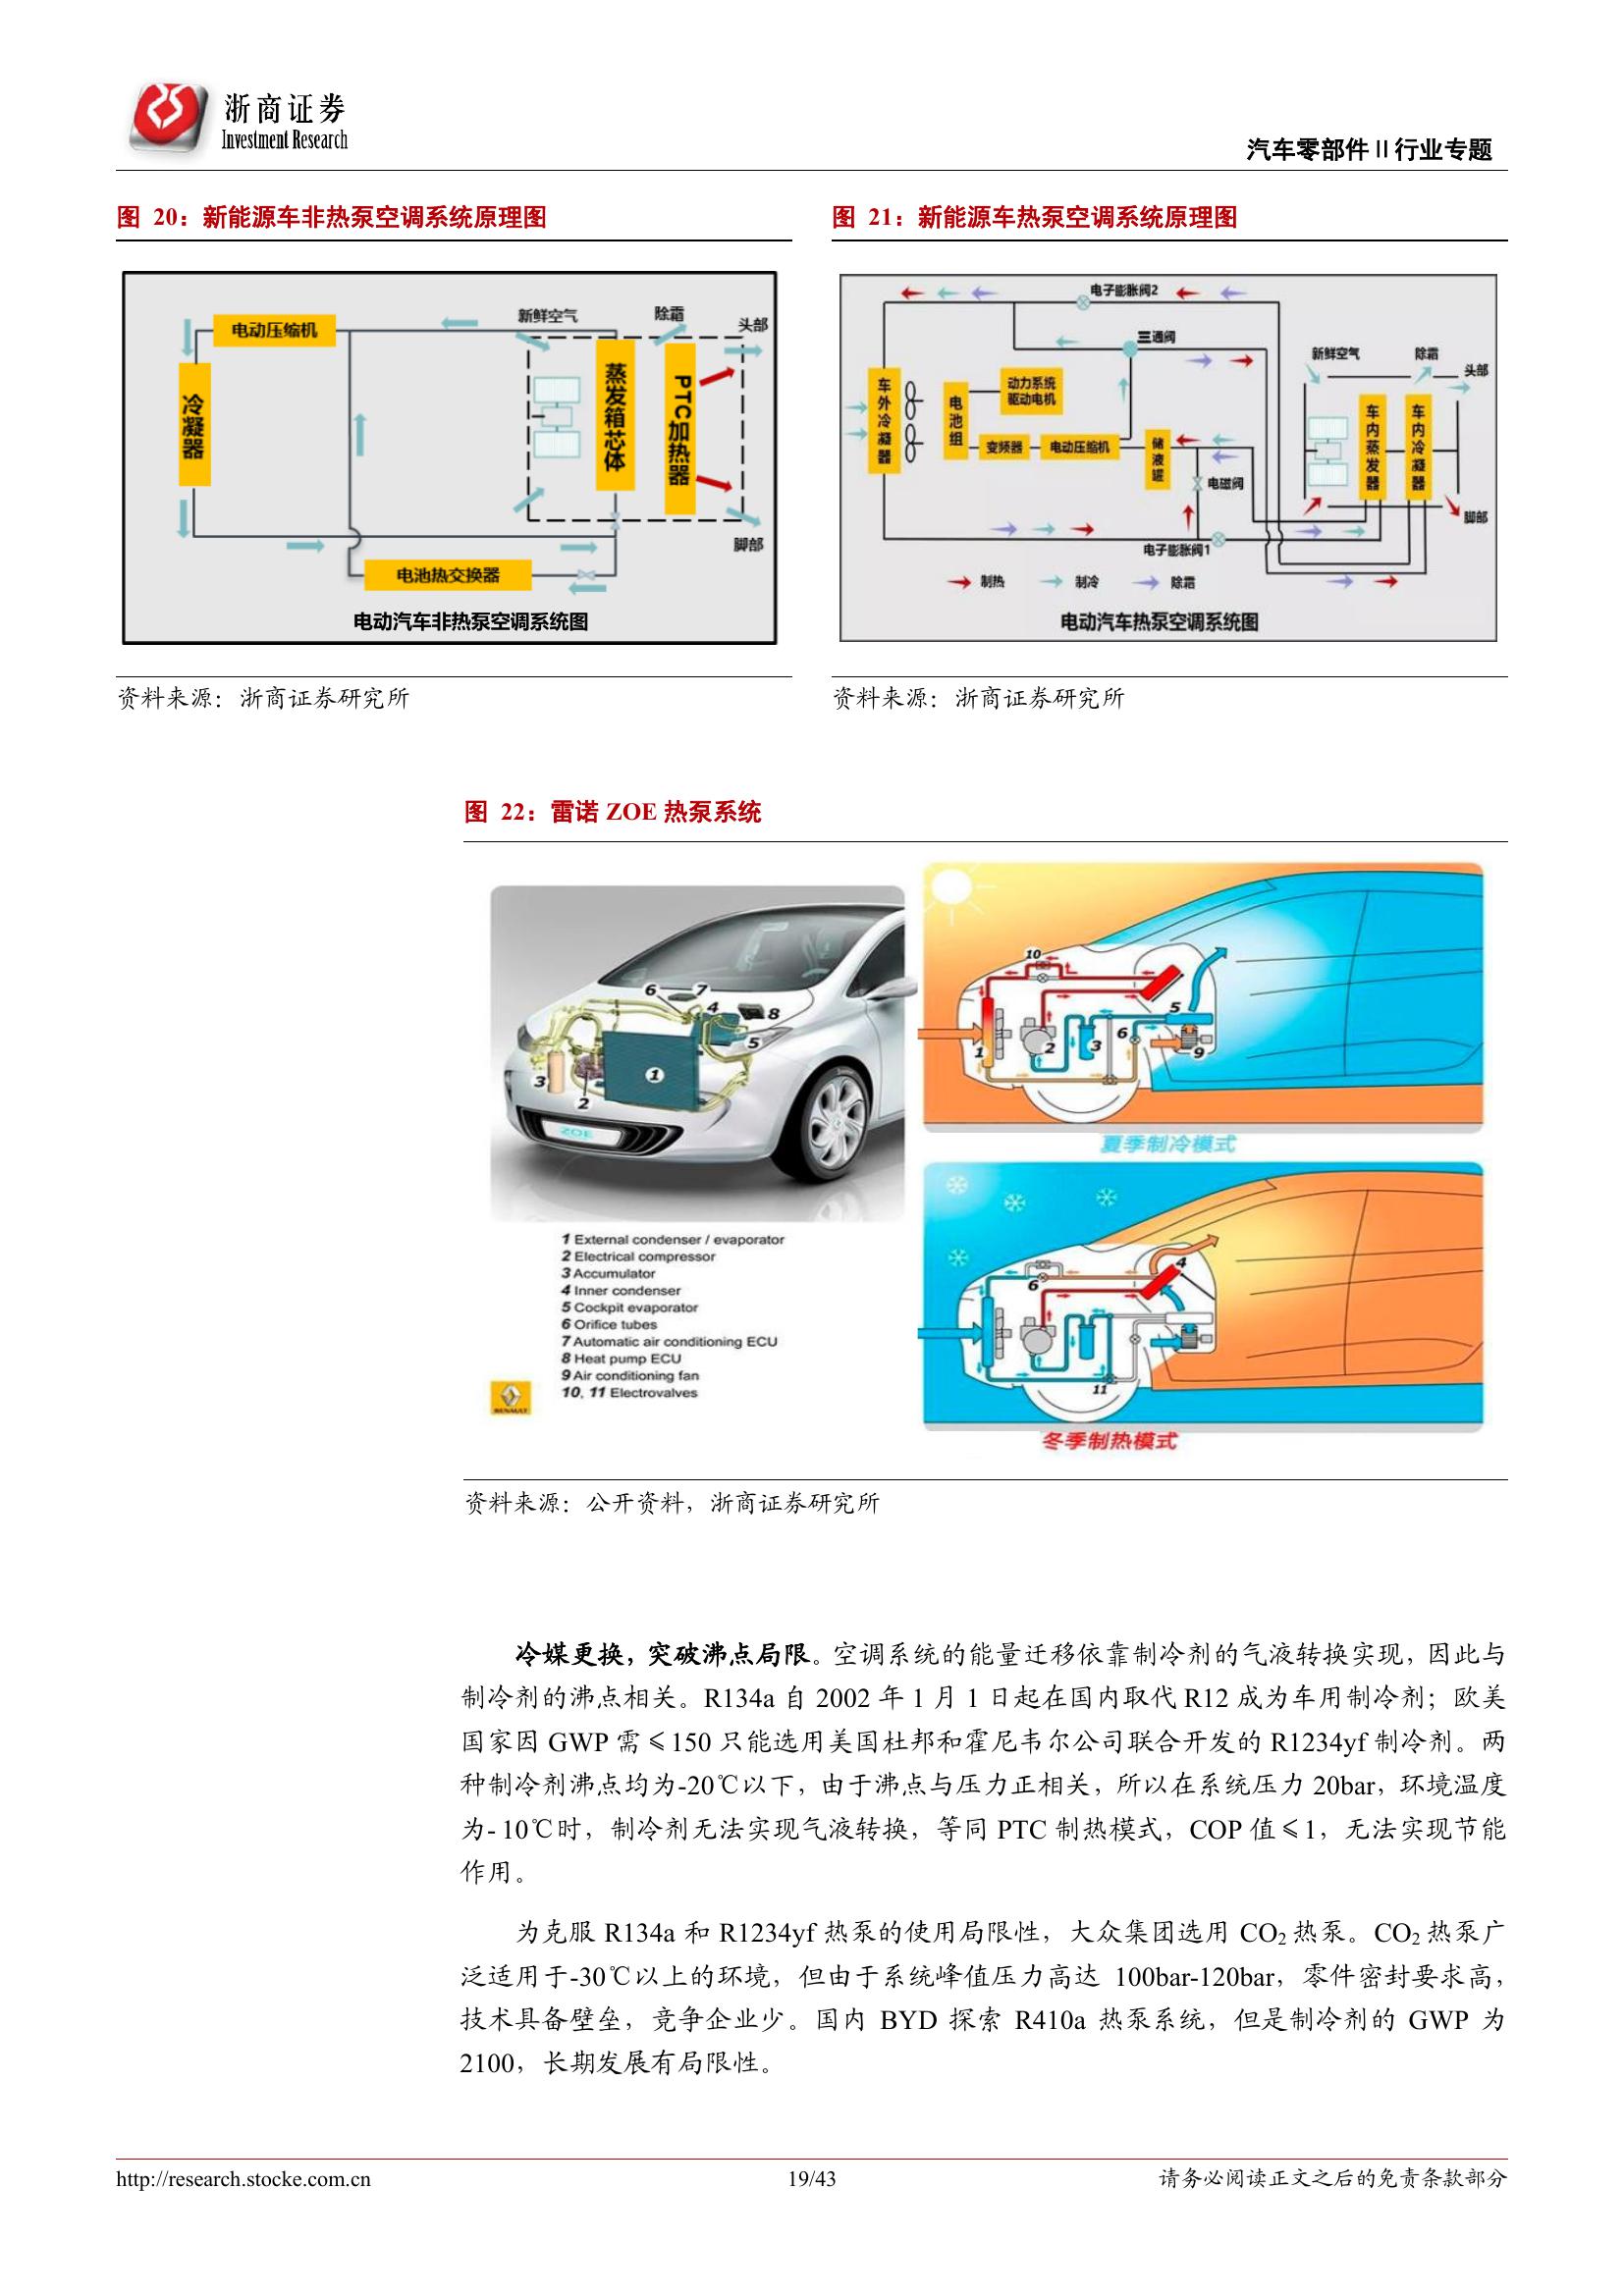 浙商证券
Investment Research
汽车零部件Ⅱ行业专题
图 20：新能源车非热泵空调系统原理图
电动压缩机
冷凝器
新鲜空气
除霜
头部
蒸发箱芯体
PTC加热器
脚部
电池热交换器
电动汽车非热泵空调系统图
资料来源：浙商证券研究所
图 21：新能源车热泵空调系统原理图
电子膨胀阀2
三通阀
新鲜空气
除霜
头部
车外冷凝器
电池组
动力系统
驱动电机
变频器
电动压缩机
储液罐
电磁阀
车内蒸发器
车内冷凝器
脚部
电子膨胀阀1
制热
制冷
除霜
电动汽车热泵空调系统图
资料来源：浙商证券研究所
图 22：雷诺 ZOE 热泵系统
6
7
4
8
5
3
1
2
ZOE
1 External condenser / evaporator
2 Electrical compressor
3 Accumulator
4 Inner condenser
5 Cockpit evaporator
6 Orifice tubes
7 Automatic air conditioning ECU
8 Heat pump ECU
9 Air conditioning fan
10, 11 Electrovalves
RENAULT
10
5
6
1
2
3
9
夏季制冷模式
4
6
11
冬季制热模式
资料来源：公开资料，浙商证券研究所
冷媒更换，突破沸点局限。空调系统的能量迁移依靠制冷剂的气液转换实现，因此与
制冷剂的沸点相关。R134a 自 2002 年 1 月 1 日起在国内取代 R12 成为车用制冷剂；欧美
国家因 GWP 需≤150 只能选用美国杜邦和霍尼韦尔公司联合开发的 R1234yf 制冷剂。两
种制冷剂沸点均为-20℃以下，由于沸点与压力正相关，所以在系统压力 20bar，环境温度
为- 10℃时，制冷剂无法实现气液转换，等同 PTC 制热模式，COP 值≤1，无法实现节能
作用。
为克服 R134a 和 R1234yf 热泵的使用局限性，大众集团选用 CO₂ 热泵。CO₂ 热泵广
泛适用于-30℃以上的环境，但由于系统峰值压力高达 100bar-120bar，零件密封要求高，
技术具备壁垒，竞争企业少。国内 BYD 探索 R410a 热泵系统，但是制冷剂的 GWP 为
2100，长期发展有局限性。
http://research.stocke.com.cn
19/43
请务必阅读正文之后的免责条款部分